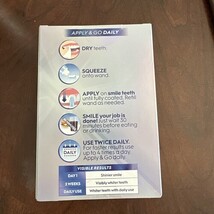 APPLY & GO DAILY
DRY teeth.
SQUEEZE
onto wand.
APPLY on smile teeth
until fully coated. Refill
wand as needed.
SMILE your job is
done! Just wait 30
minutes before eating
or drinking.
USE TWICE DAILY.
For faster results use
up to 4 times a day.
Apply & Go daily.
DAILY
VISIBLE RESULTS
DAY 1 Shinier smile
2 WEEKS Visibly whiter teeth
DAILY USE Whiter teeth with daily use